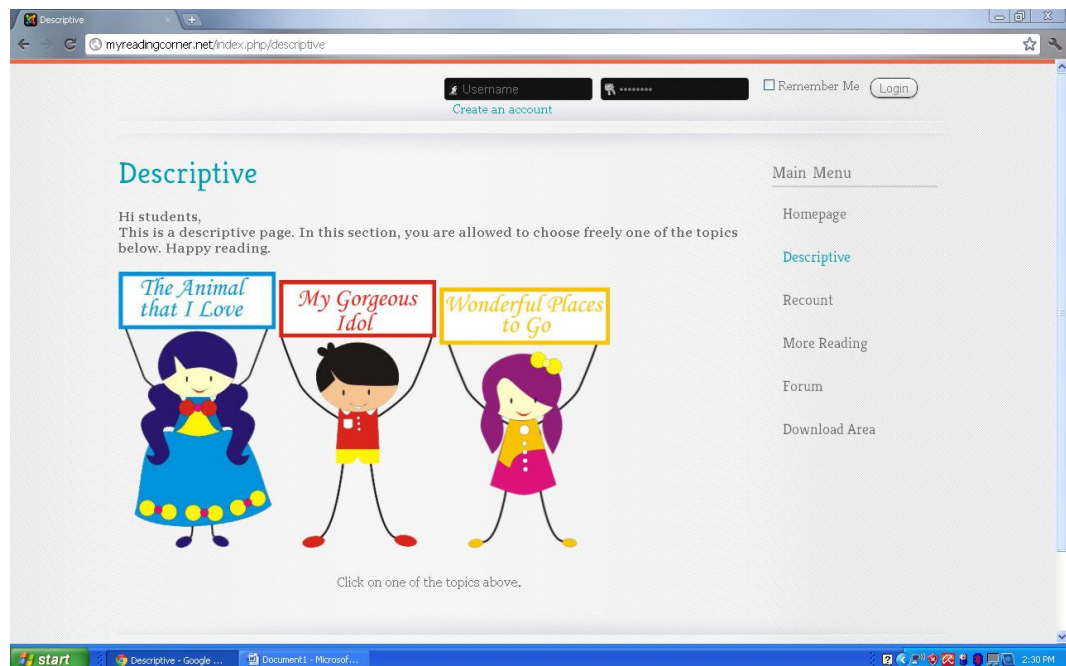 Descriptive
myreadingcorner.net/index.php/descriptive
Username
Remember Me
Login
Create an account
Descriptive
Hi students,
This is a descriptive page. In this section, you are allowed to choose freely one of the topics
below. Happy reading.
The Animal
that I Love
My Gorgeous
Idol
Wonderful Places
to Go
Click on one of the topics above.
Main Menu
Homepage
Descriptive
Recount
More Reading
Forum
Download Area
start
Descriptive - Google ...
Document1 - Microsof...
2:30 PM